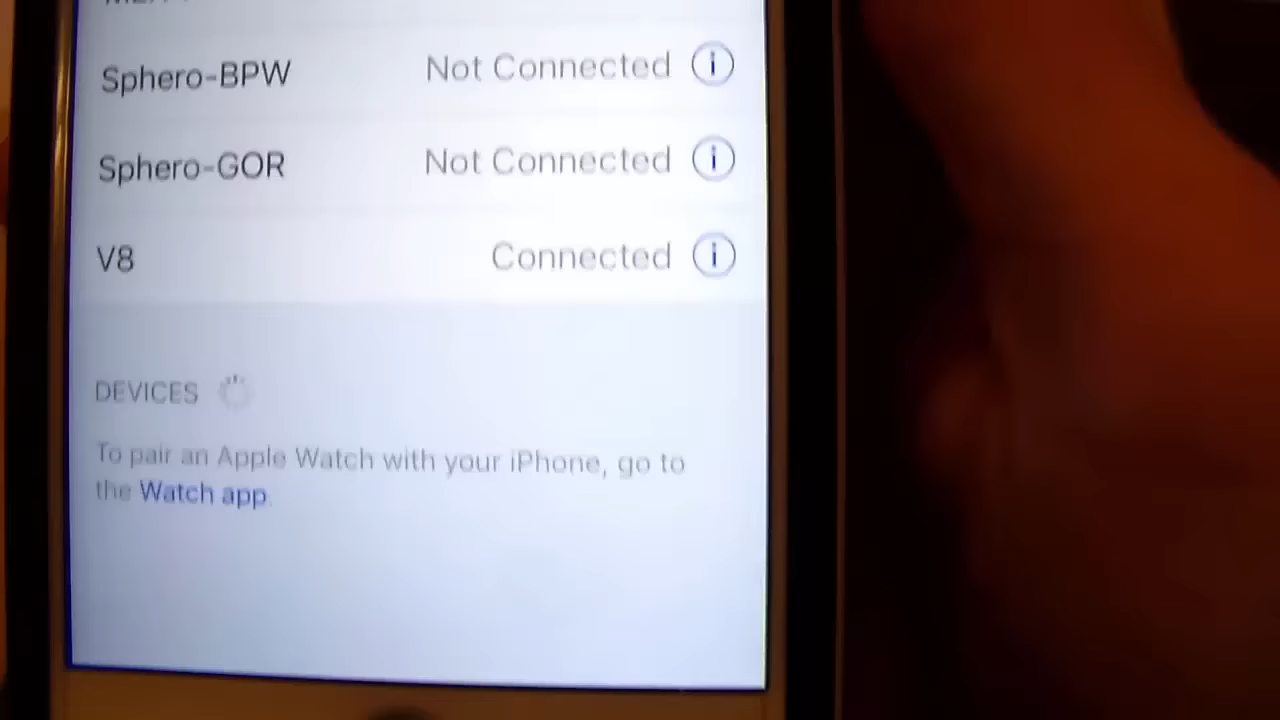 Sphero-BPW Not Connected
Sphero-GOR Not Connected
V8 Connected
DEVICES
To pair an Apple Watch with your iPhone, go to
the Watch app.